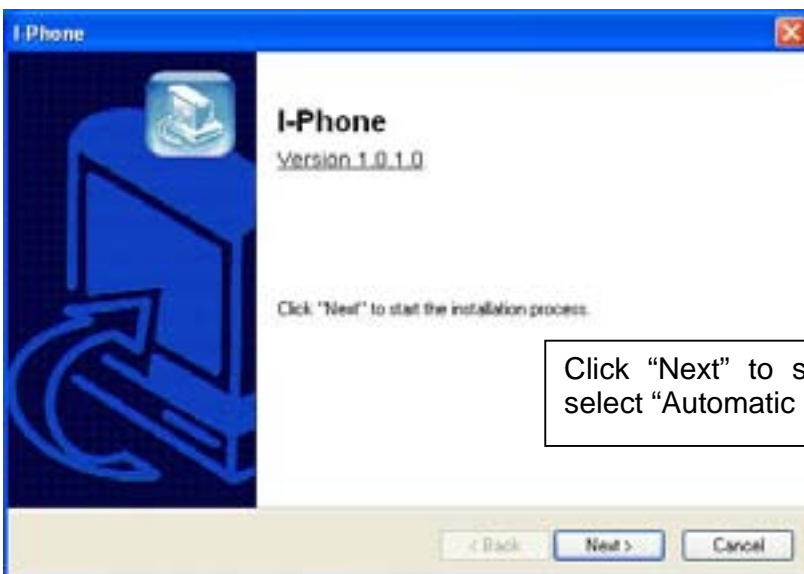 I-Phone
I-Phone
Version 1.0.1.0
Click "Next" to start the installation process.
Click “Next” to s
select “Automatic
< Back Next > Cancel